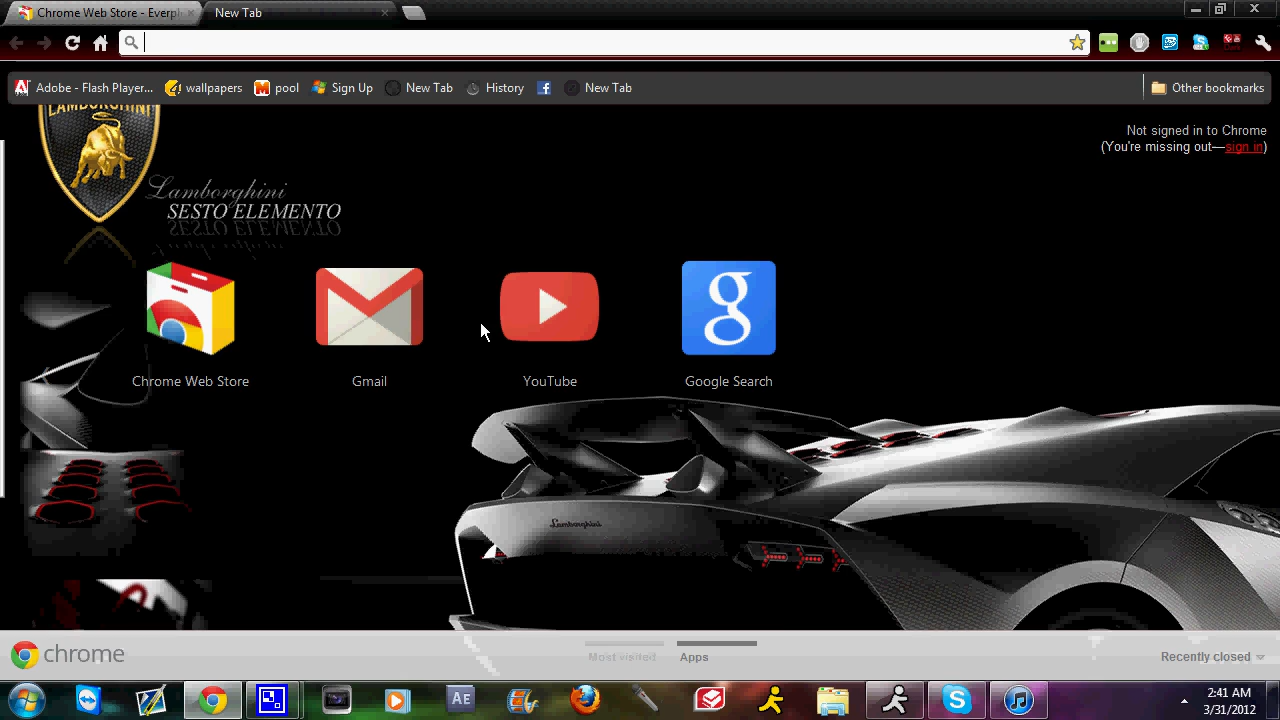 Chrome Web Store - Everpl
New Tab
Adobe - Flash Player...
wallpapers
pool
Sign Up
New Tab
History
New Tab
Other bookmarks
LAMBORGHINI
Not signed in to Chrome
(You're missing out—sign in)
Lamborghini
SESTO ELEMENTO
Chrome Web Store
Gmail
YouTube
Google Search
Lamborghini
chrome
Most visited
Apps
Recently closed
AE
2:41 AM
3/31/2012